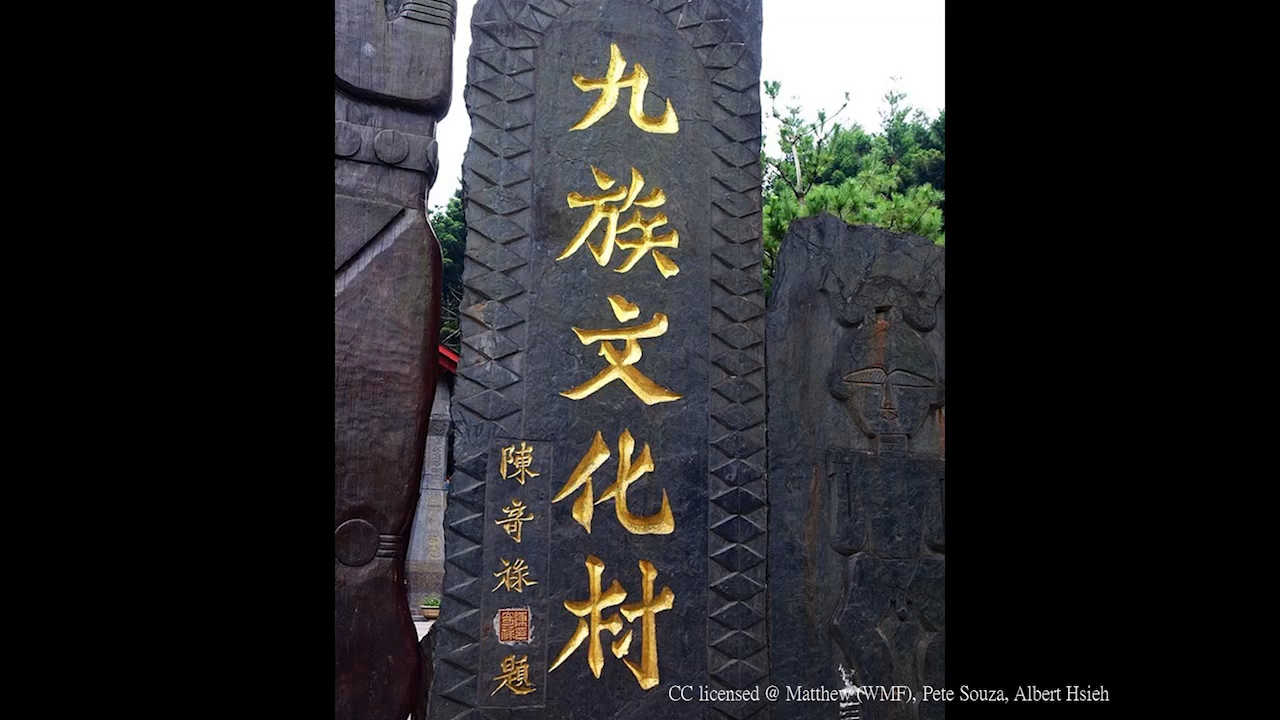 九族文化村
陳奇祿
題
CC licensed @ Matthew (WMF), Pete Souza, Albert Hsieh